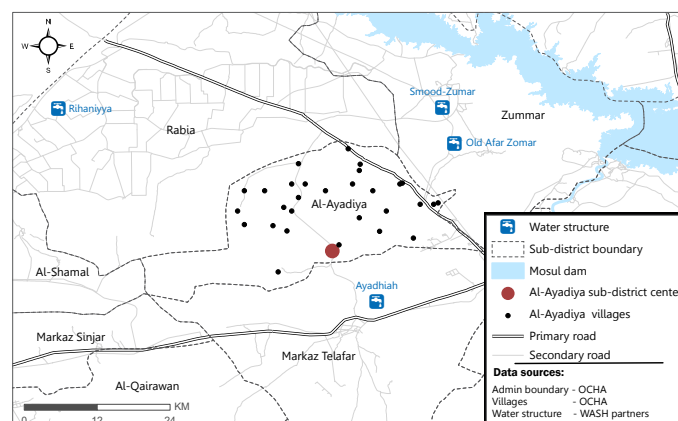 N
W
E
S
Smood-Zumar
Rihaniyya
Zummar
Rabia
Old Afar Zomar
Al-Ayadiya
Water structure
Sub-district boundary
Al-Shamal
Mosul dam
Ayadhiah
Al-Ayadiya sub-district cente
Al-Ayadiya villages
Markaz Sinjar
Primary road
Markaz Telafar
Secondary road
Data sources:
Al-Qairawan
Admin boundary - OCHA
Villages - OCHA
Water structure - WASH partners
KM
0 12 24